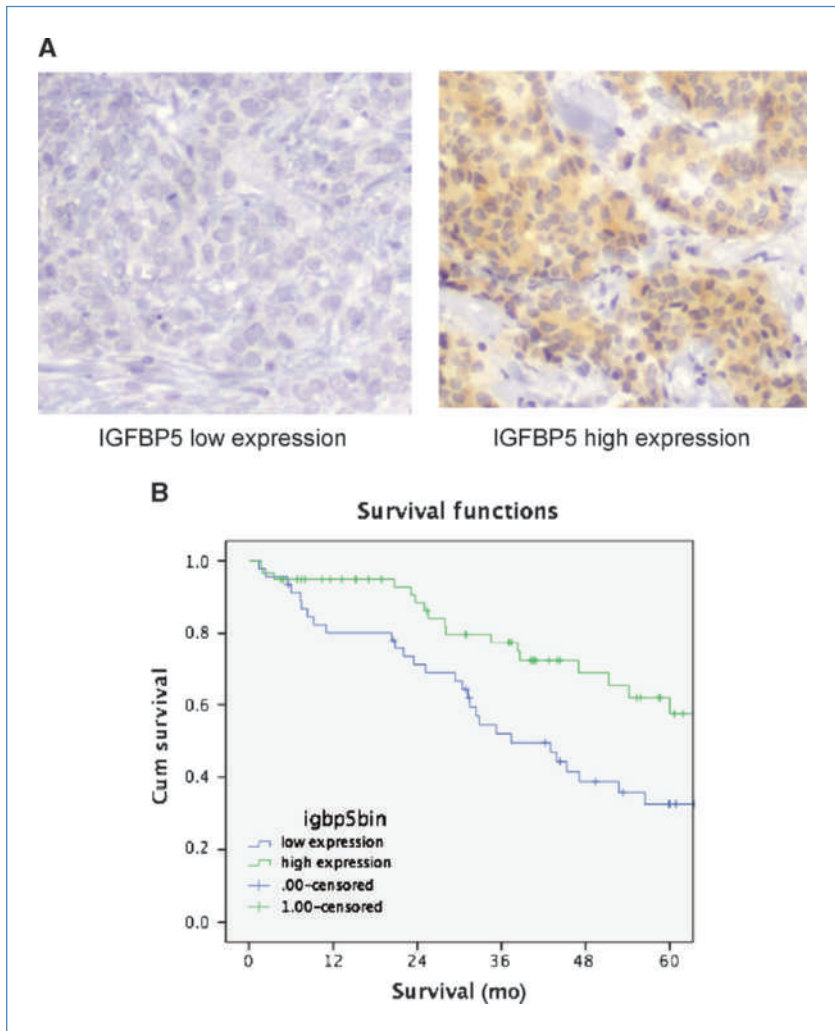 A
IGFBP5 low expression
IGFBP5 high expression
B
Survival functions
Cum survival
1.0
0.8
0.6
0.4
0.2
0.0
igbp5bin
low expression
high expression
.00-censored
1.00-censored
0 12 24 36 48 60
Survival (mo)